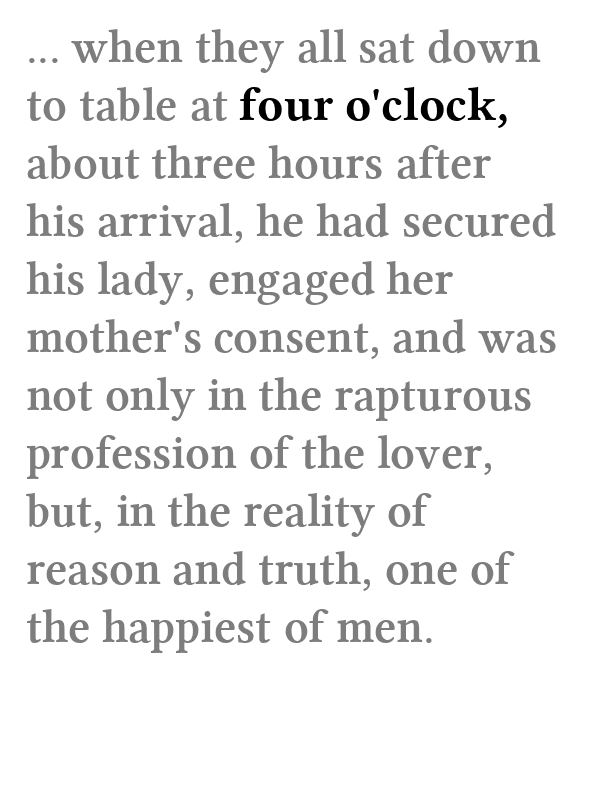 ... when they all sat down
to table at four o'clock,
about three hours after
his arrival, he had secured
his lady, engaged her
mother's consent, and was
not only in the rapturous
profession of the lover,
but, in the reality of
reason and truth, one of
the happiest of men.